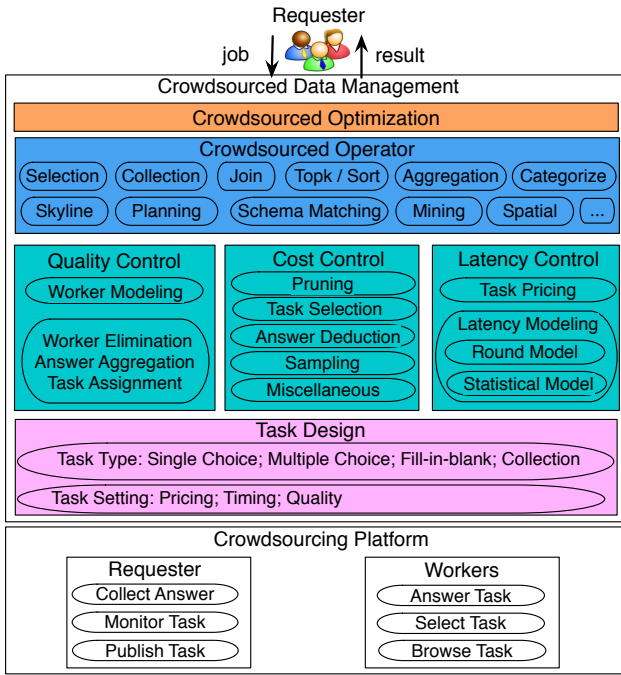 Requester
job
result
Crowdsourced Data Management
Crowdsourced Optimization
Crowdsourced Operator
Selection Collection Join Topk / Sort Aggregation Categorize
Skyline Planning Schema Matching Mining Spatial ...
Quality Control
Worker Modeling
Worker Elimination
Answer Aggregation
Task Assignment
Cost Control
Pruning
Task Selection
Answer Deduction
Sampling
Miscellaneous
Latency Control
Task Pricing
Latency Modeling
Round Model
Statistical Model
Task Design
Task Type: Single Choice; Multiple Choice; Fill-in-blank; Collection
Task Setting: Pricing; Timing; Quality
Crowdsourcing Platform
Requester
Collect Answer
Monitor Task
Publish Task
Workers
Answer Task
Select Task
Browse Task